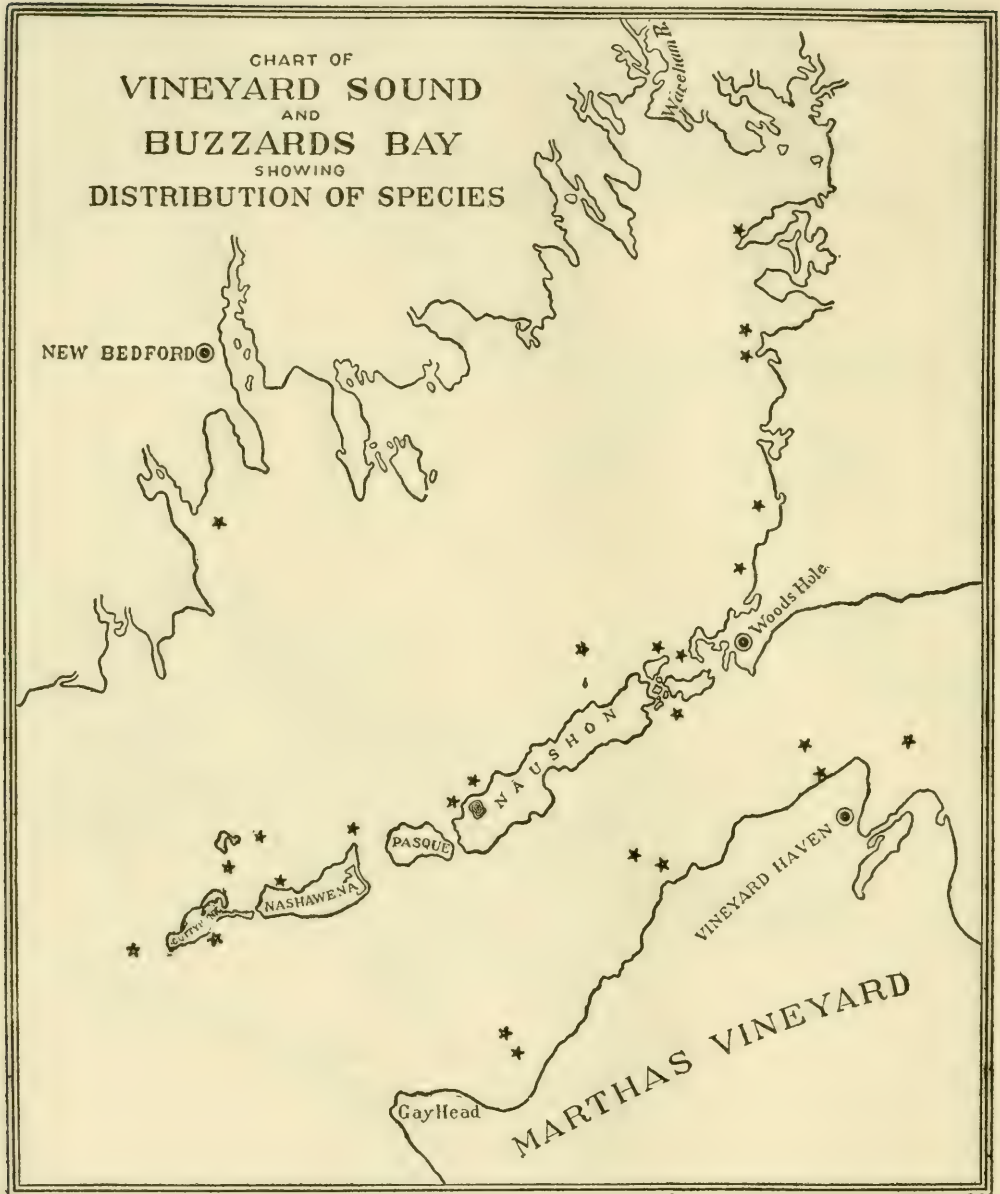 CHART OF
VINEYARD SOUND
AND
BUZZARDS BAY
SHOWING
DISTRIBUTION OF SPECIES
Wareham R.
NEW BEDFORD
Woods Hole
NAUSHON
PASQUE
NASHAWENA
VINEYARD HAVEN
MARTHAS VINEYARD
Gay Head